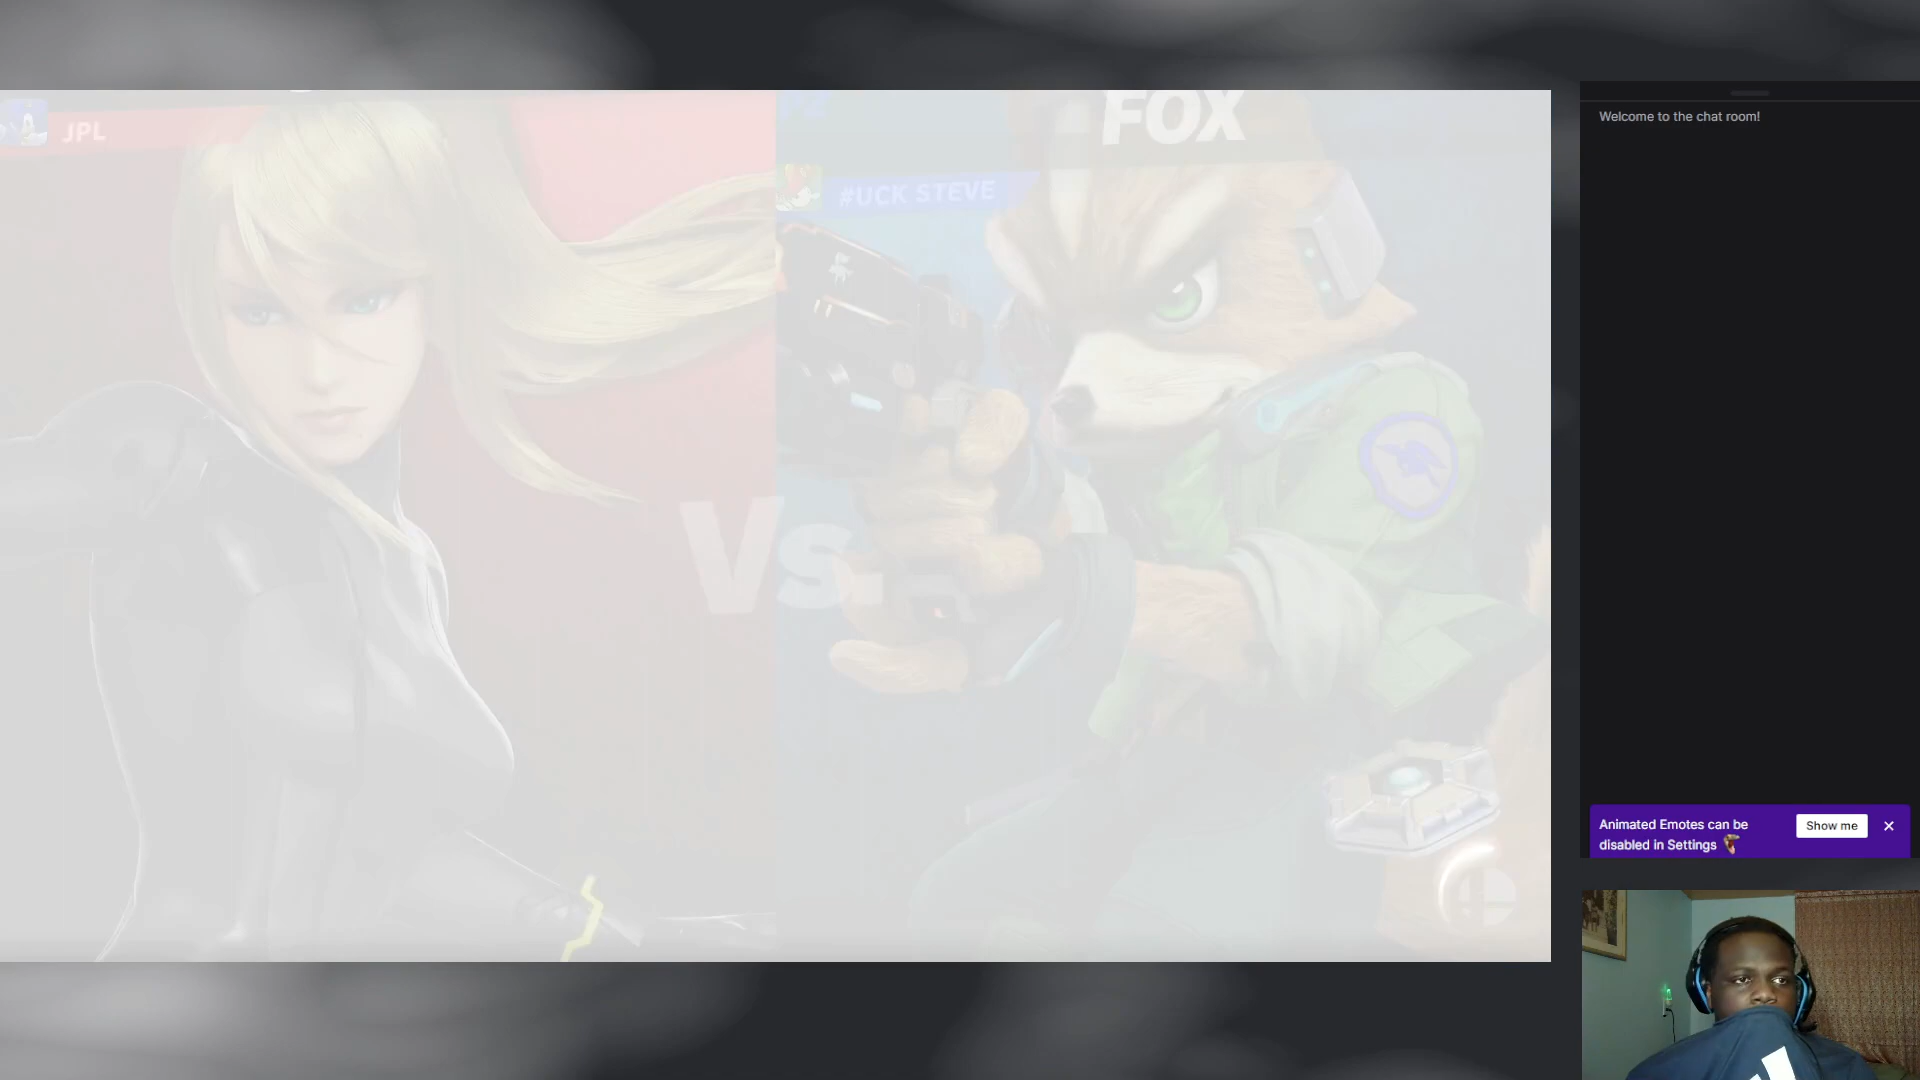 JPL
P2
FOX
#UCK STEVE
Vs.
Welcome to the chat room!
Animated Emotes can be
disabled in Settings
Show me